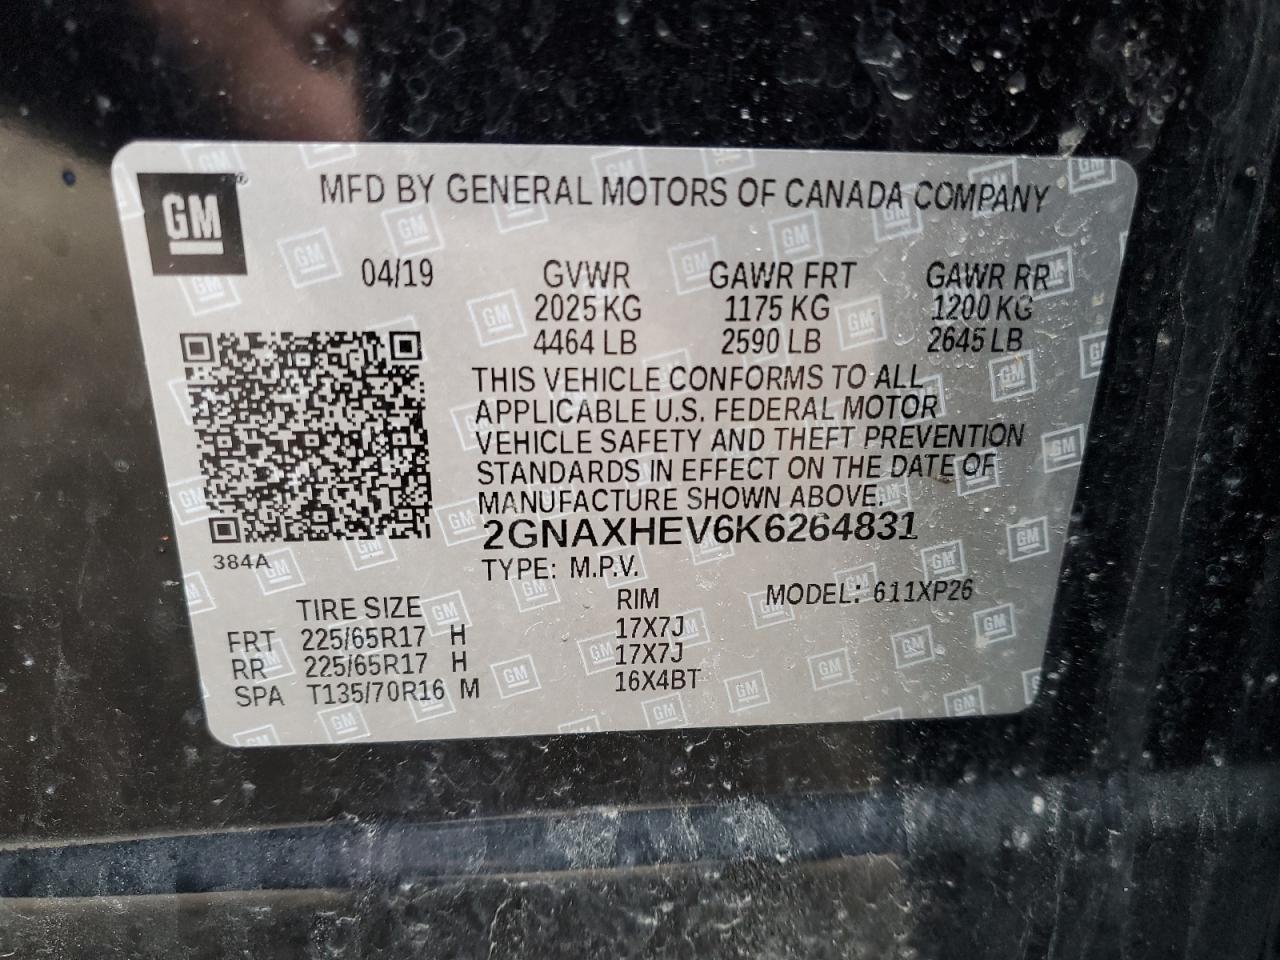 GM
MFD BY GENERAL MOTORS OF CANADA COMPANY
04/19 GVWR GAWR FRT GAWR RR
2025 KG 1175 KG 1200 KG
4464 LB 2590 LB 2645 LB
THIS VEHICLE CONFORMS TO ALL
APPLICABLE U.S. FEDERAL MOTOR
VEHICLE SAFETY AND THEFT PREVENTION
STANDARDS IN EFFECT ON THE DATE OF
MANUFACTURE SHOWN ABOVE.
2GNAXHEV6K6264831
384A
TYPE: M.P.V.
MODEL: 611XP26
TIRE SIZE RIM
FRT 225/65R17 H 17X7J
RR 225/65R17 H 17X7J
SPA T135/70R16 M 16X4BT